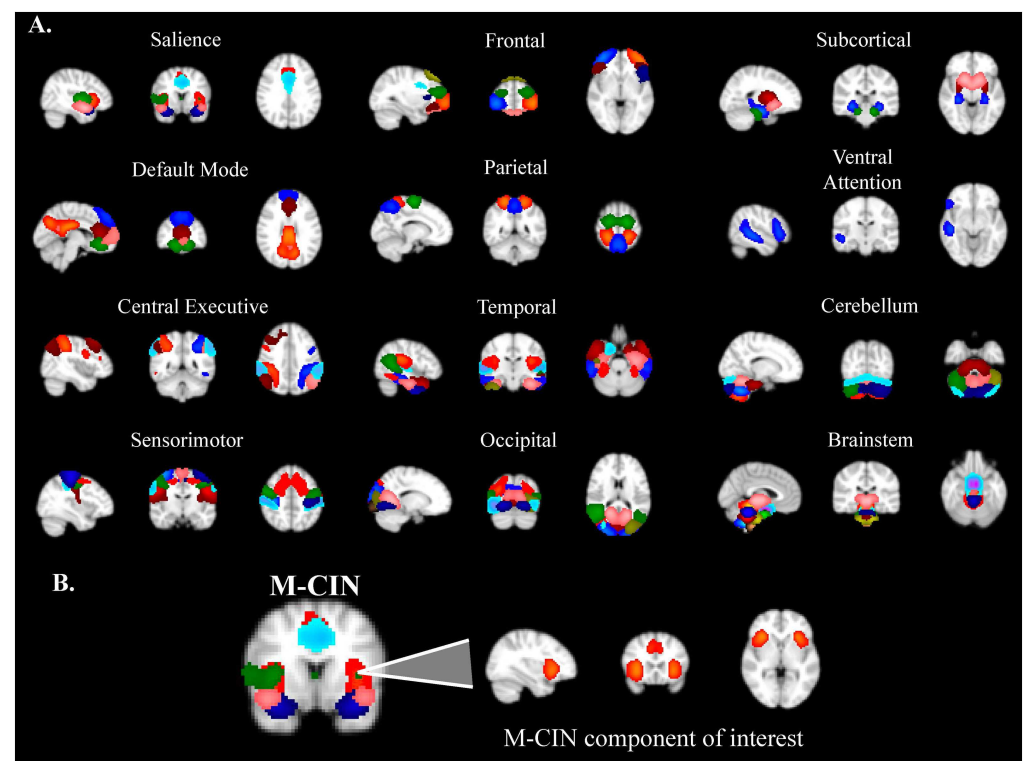 A.
Salience
Frontal
Subcortical
Default Mode
Parietal
Ventral
Attention
Central Executive
Temporal
Cerebellum
Sensorimotor
Occipital
Brainstem
B.
M-CIN
M-CIN component of interest